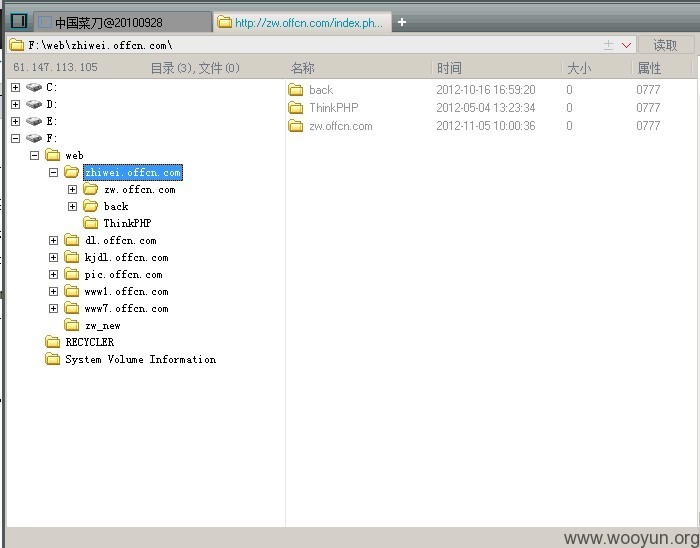 中国菜刀@20100928
http://zw.offcn.com/index.ph...
F:\web\zhiwei.offcn.com\
读取
61.147.113.105 目录(3),文件(0) 名称 时间 大小 属性
C:
D:
E:
F:
web
zhiwei.offcn.com
zw.offcn.com
back
ThinkPHP
dl.offcn.com
kjdl.offcn.com
pic.offcn.com
www1.offcn.com
www7.offcn.com
zw_new
RECYCLER
System Volume Information
back 2012-10-16 16:59:20 0 0777
ThinkPHP 2012-05-04 13:23:34 0 0777
zw.offcn.com 2012-11-05 10:00:36 0 0777
www.wooyun.org